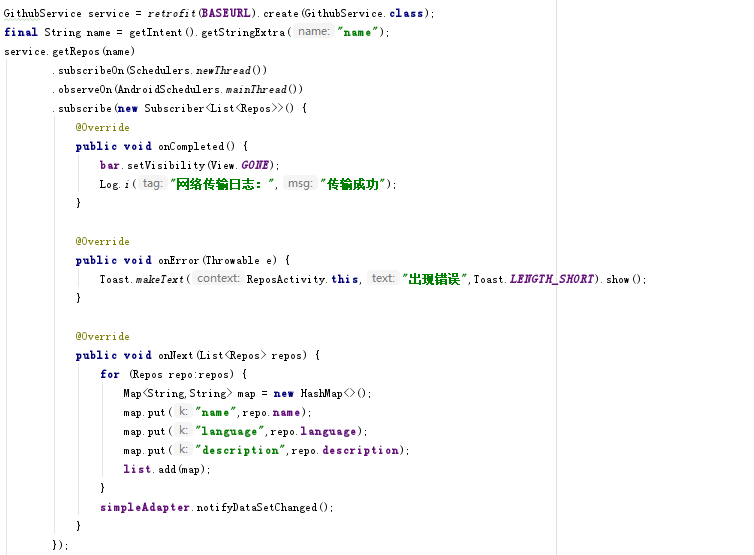 GithubService service = retrofit(BASEURL).create(GithubService.class);
final String name = getIntent().getStringExtra( name: "name");
service.getRepos(name)
        .subscribeOn(Schedulers.newThread())
        .observeOn(AndroidSchedulers.mainThread())
        .subscribe(new Subscriber<List<Repos>>() {
            @Override
            public void onCompleted() {
                bar.setVisibility(View.GONE);
                Log.i( tag: "网络传输日志：", msg: "传输成功");
            }

            @Override
            public void onError(Throwable e) {
                Toast.makeText( context: ReposActivity.this, text: "出现错误",Toast.LENGTH_SHORT).show();
            }

            @Override
            public void onNext(List<Repos> repos) {
                for (Repos repo:repos) {
                    Map<String,String> map = new HashMap<>();
                    map.put( k: "name",repo.name);
                    map.put( k: "language",repo.language);
                    map.put( k: "description",repo.description);
                    list.add(map);
                }
                simpleAdapter.notifyDataSetChanged();
            }
        });